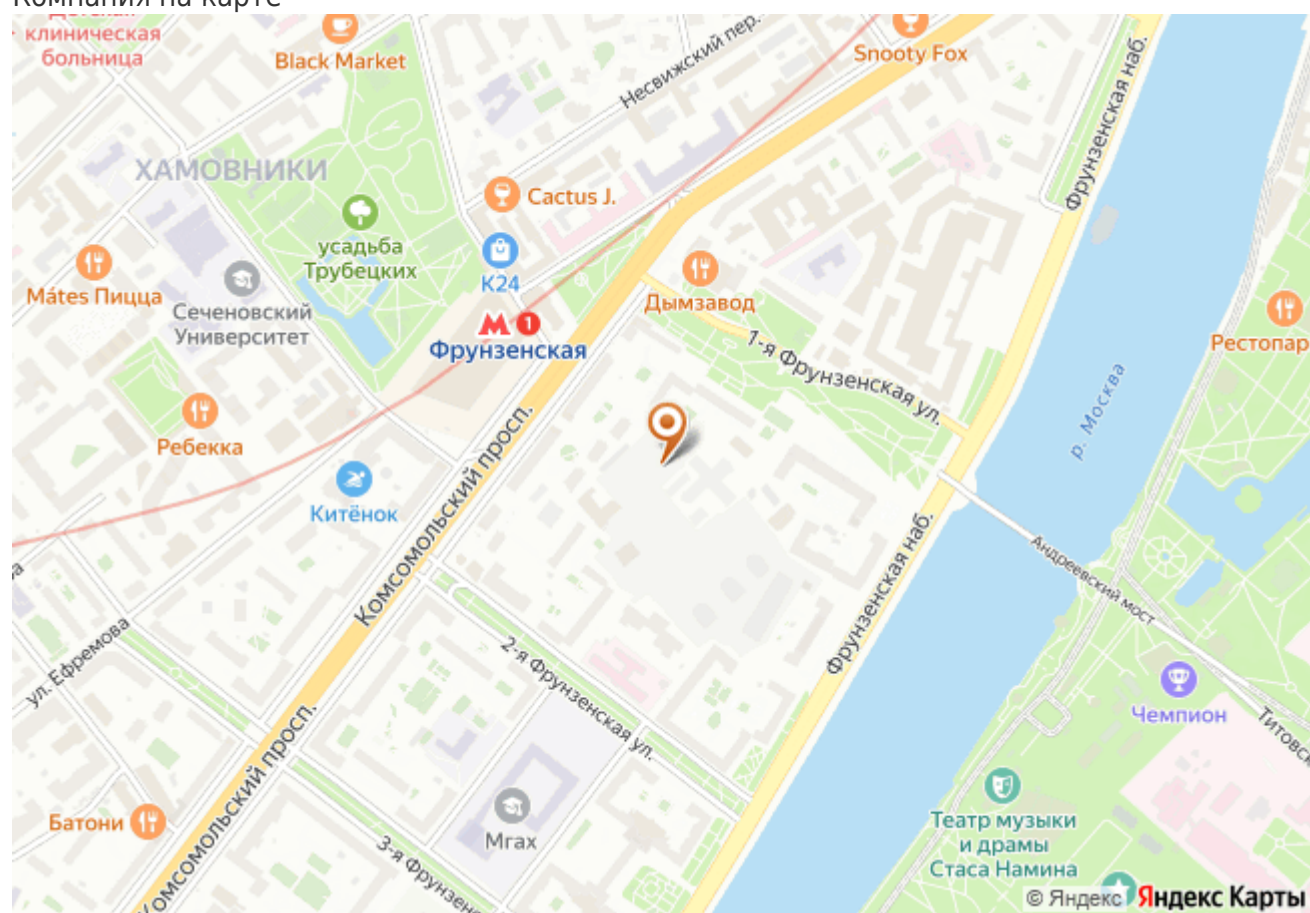 Компания на карте
Детская
клиническая
больница
Black Market
Несвижский пер.
Snooty Fox
Фрунзенская наб.
ХАМОВНИКИ
Cactus J.
усадьба
Трубецких
K24
Mátes Пицца
Сеченовский
Университет
Фрунзенская
1
Дымзавод
1-я Фрунзенская ул.
Рестопар
р. Москва
Ребекка
Китёнок
Комсомольский просп.
Фрунзенская наб.
Андреевский мост
ул. Ефремова
2-я Фрунзенская ул.
Чемпион
Титовс
Комсомольский просп.
Батони
Мгах
3-я Фрунзенс
Театр музыки
и драмы
Стаса Намина
© Яндекс Яндекс Карты